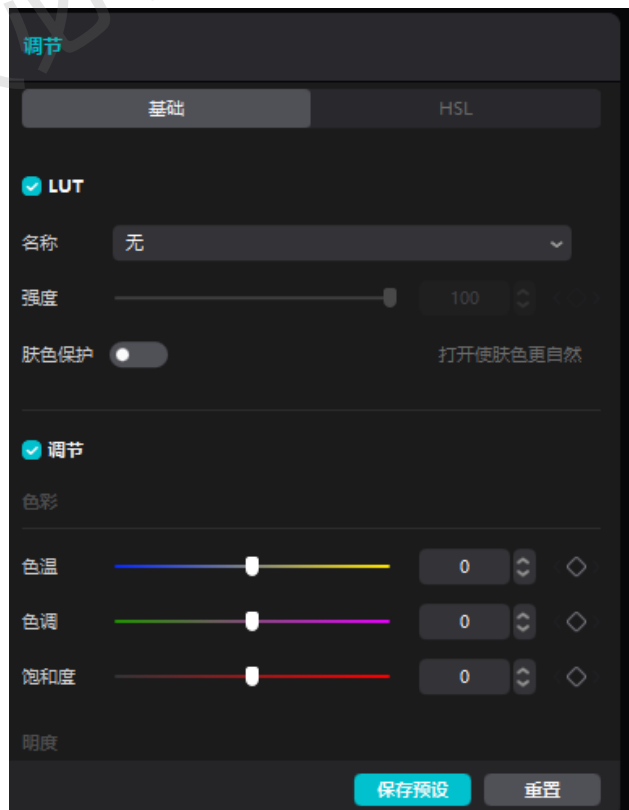 调节
基础 HSL
LUT
名称 无
强度 100
肤色保护 打开使肤色更自然
调节
色彩
色温 0
色调 0
饱和度 0
明度
保存预设 重置